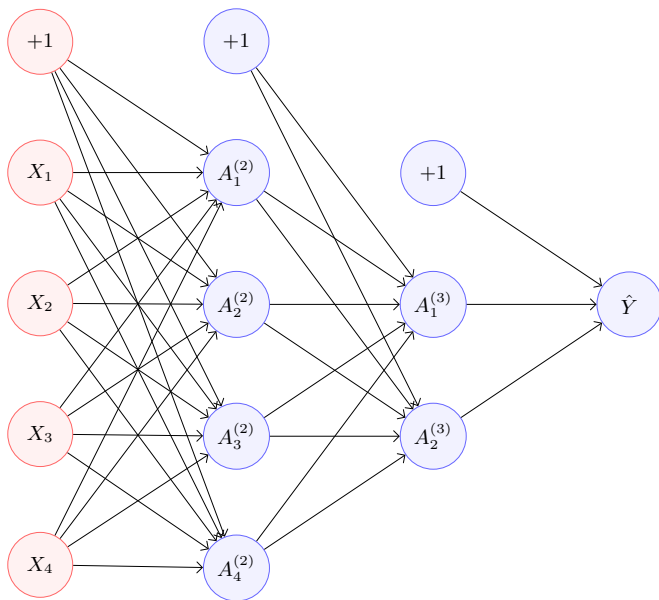 +1 +1
X₁ A₁⁽²⁾ +1
X₂ A₂⁽²⁾ A₁⁽³⁾ Ŷ
X₃ A₃⁽²⁾ A₂⁽³⁾
X₄ A₄⁽²⁾